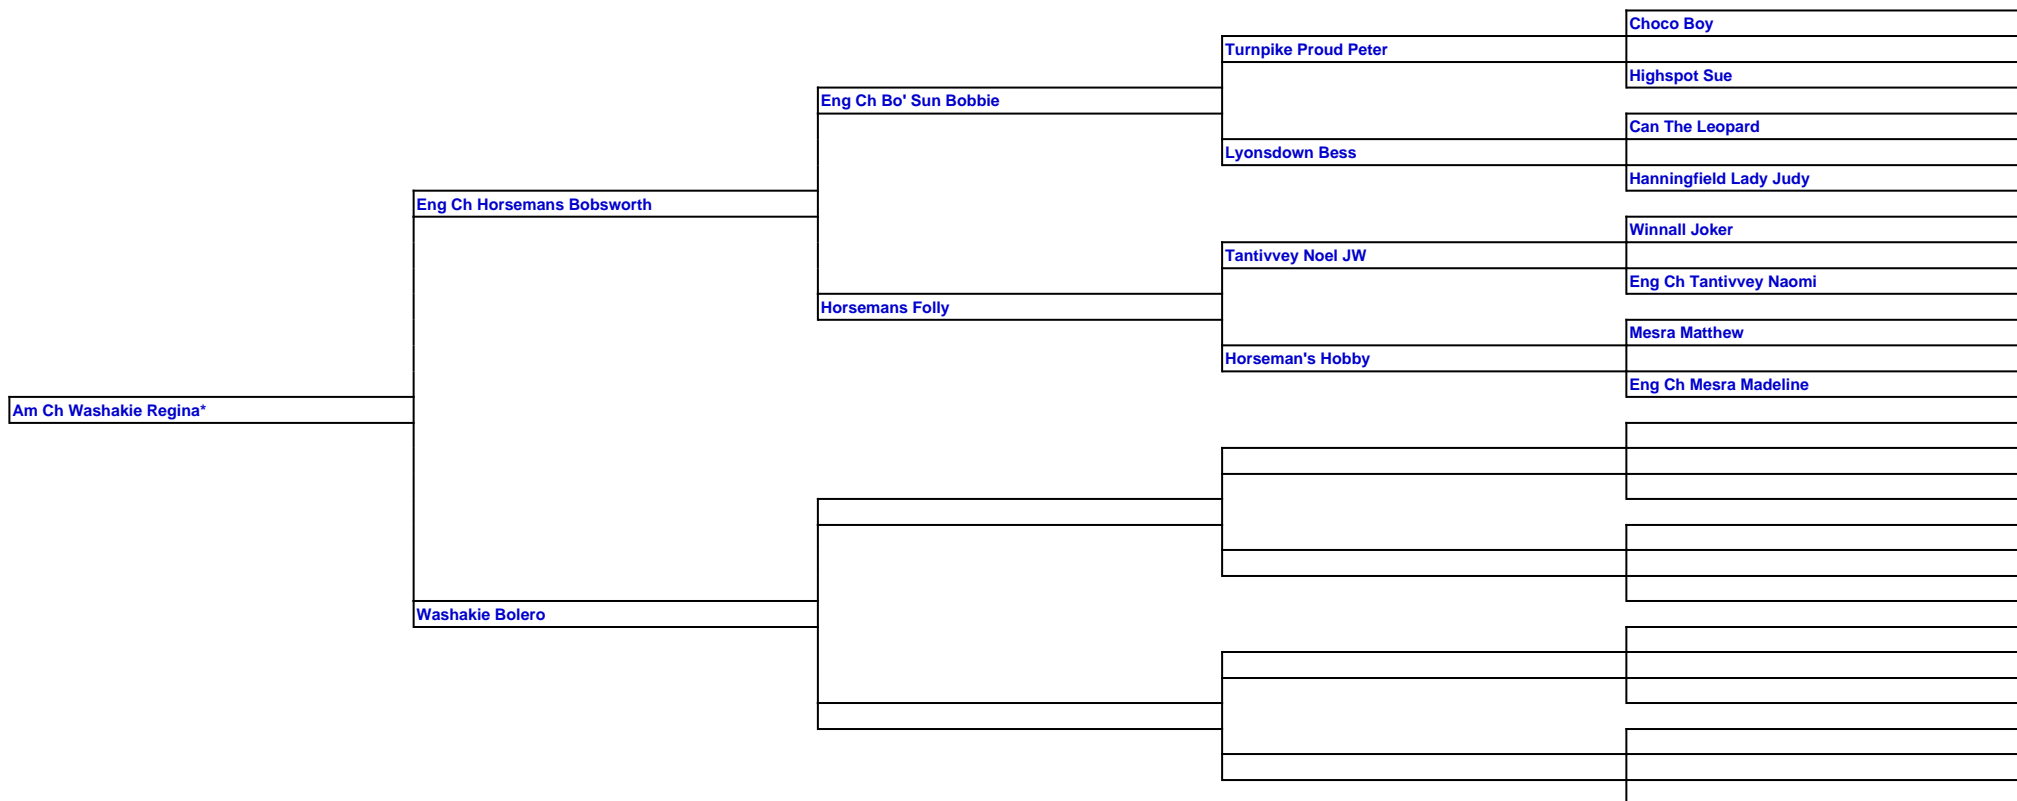 Choco Boy
Turnpike Proud Peter
Highspot Sue
Eng Ch Bo' Sun Bobbie
Can The Leopard
Lyonsdown Bess
Hanningfield Lady Judy
Eng Ch Horsemans Bobsworth
Winnall Joker
Tantivvey Noel JW
Eng Ch Tantivvey Naomi
Horsemans Folly
Mesra Matthew
Horseman's Hobby
Eng Ch Mesra Madeline
Am Ch Washakie Regina*
Washakie Bolero